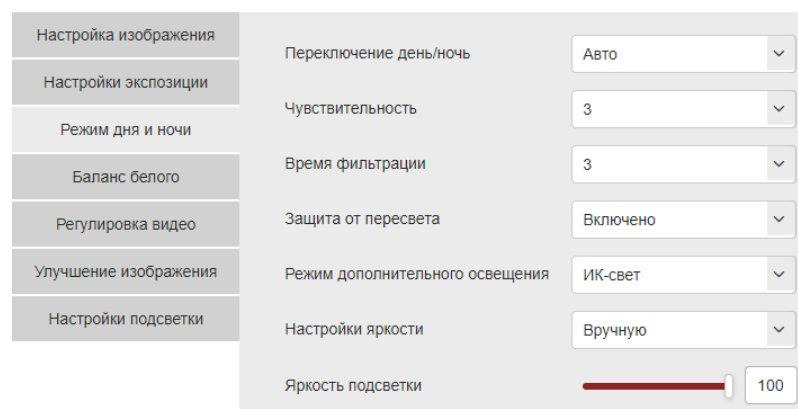 Настройка изображения
Настройки экспозиции
Режим дня и ночи
Баланс белого
Регулировка видео
Улучшение изображения
Настройки подсветки
Переключение день/ночь Авто
Чувствительность 3
Время фильтрации 3
Защита от пересвета Включено
Режим дополнительного освещения ИК-свет
Настройки яркости Вручную
Яркость подсветки 100